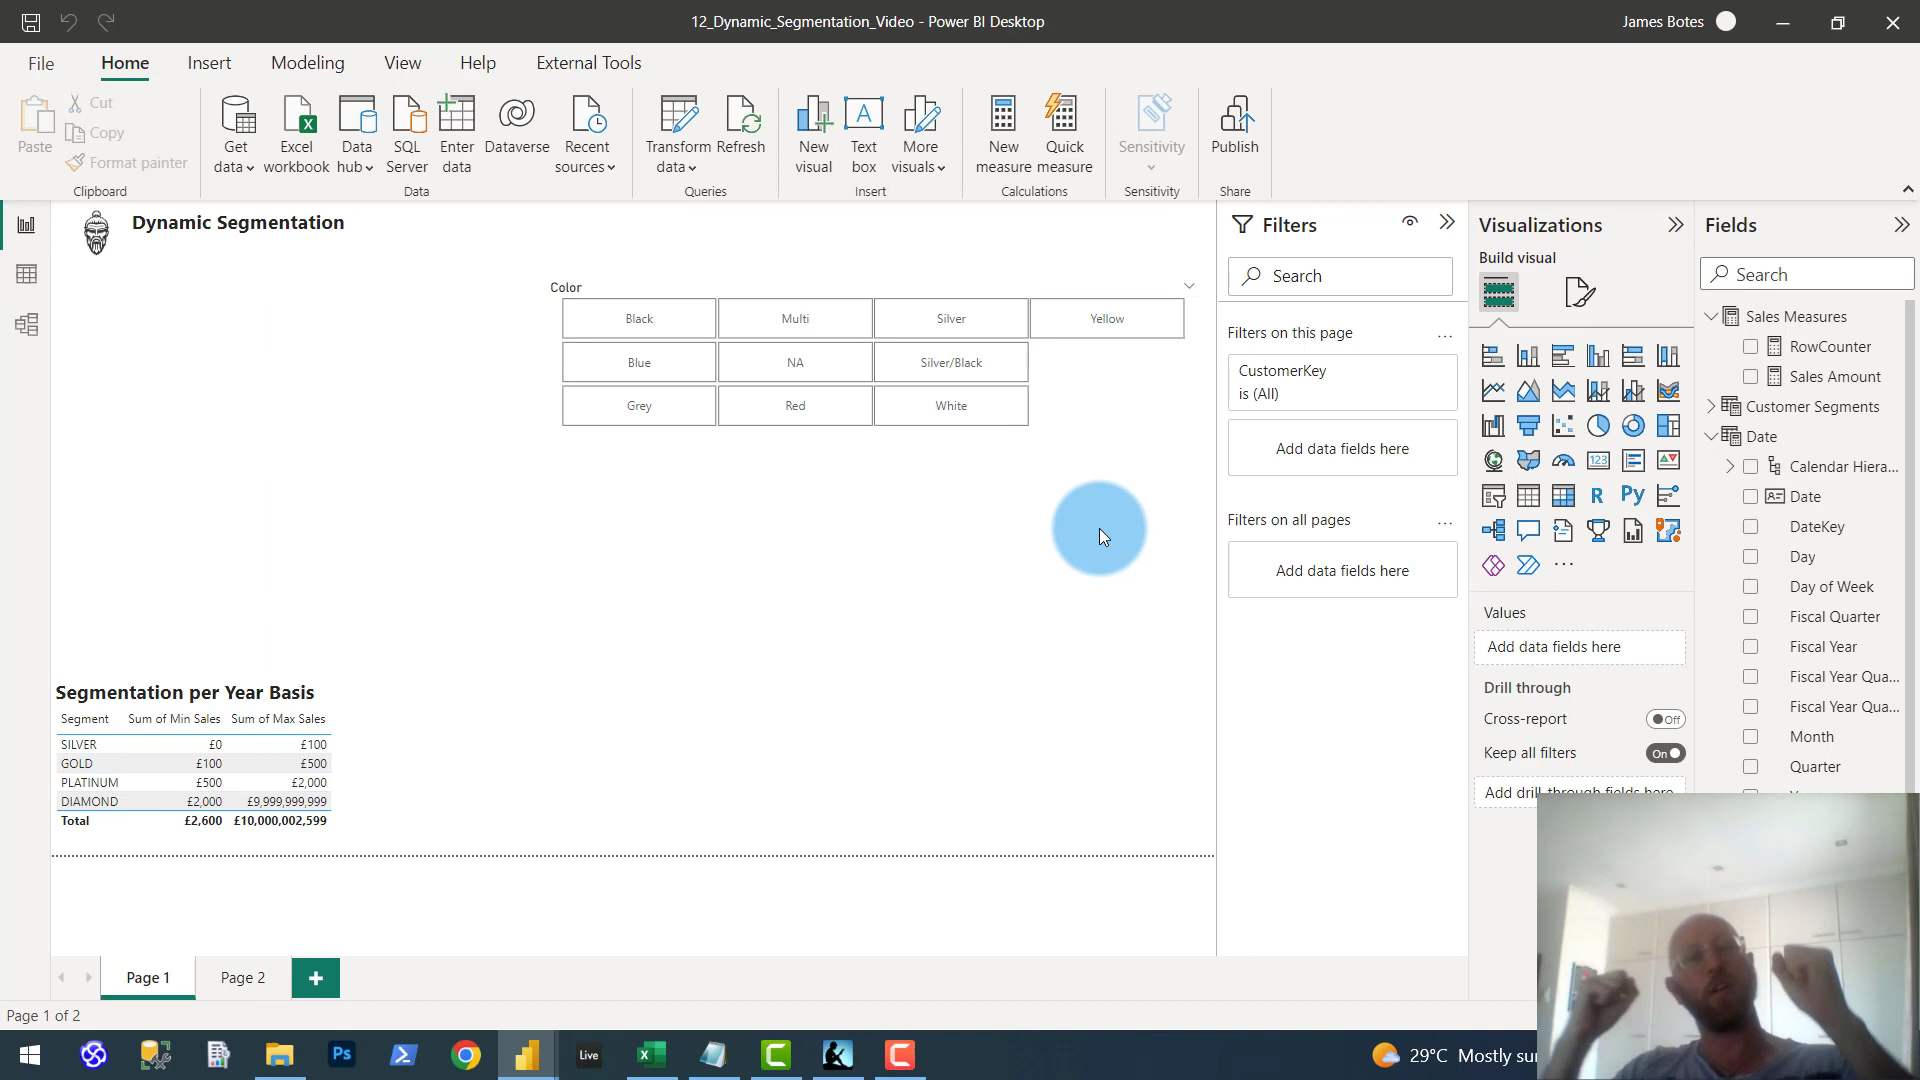 12_Dynamic_Segmentation_Video - Power BI Desktop
James Botes
File
Home
Insert
Modeling
View
Help
External Tools
Paste
Cut
Copy
Format painter
Clipboard
Get data
Excel workbook
Data hub
SQL Server
Enter data
Dataverse
Recent sources
Data
Transform data
Refresh
Queries
New visual
Text box
More visuals
Insert
New measure
Quick measure
Calculations
Sensitivity
Sensitivity
Publish
Share
Dynamic Segmentation
Color
Black Multi Silver Yellow
Blue NA Silver/Black
Grey Red White
Segmentation per Year Basis
Segment Sum of Min Sales Sum of Max Sales
SILVER £0 £100
GOLD £100 £500
PLATINUM £500 £2,000
DIAMOND £2,000 £9,999,999,999
Total £2,600 £10,000,002,599
Filters
Search
Filters on this page
...
CustomerKey
is (All)
Add data fields here
Filters on all pages
...
Add data fields here
Visualizations
Build visual
123
R
Py
...
Values
Add data fields here
Drill through
Cross-report
Off
Keep all filters
On
Add drill-through fields here
Fields
Search
Sales Measures
RowCounter
Sales Amount
Customer Segments
Date
Calendar Hiera...
Date
DateKey
Day
Day of Week
Fiscal Quarter
Fiscal Year
Fiscal Year Qua...
Fiscal Year Qua...
Month
Quarter
Page 1
Page 2
+
Page 1 of 2
Ps
Live
29°C Mostly su